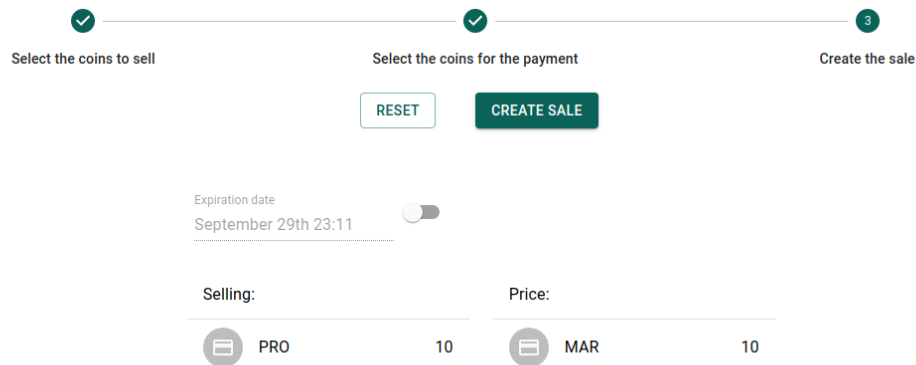 3
Select the coins to sell
Select the coins for the payment
Create the sale
RESET
CREATE SALE
Expiration date
September 29th 23:11
Selling:
Price:
PRO 10
MAR 10